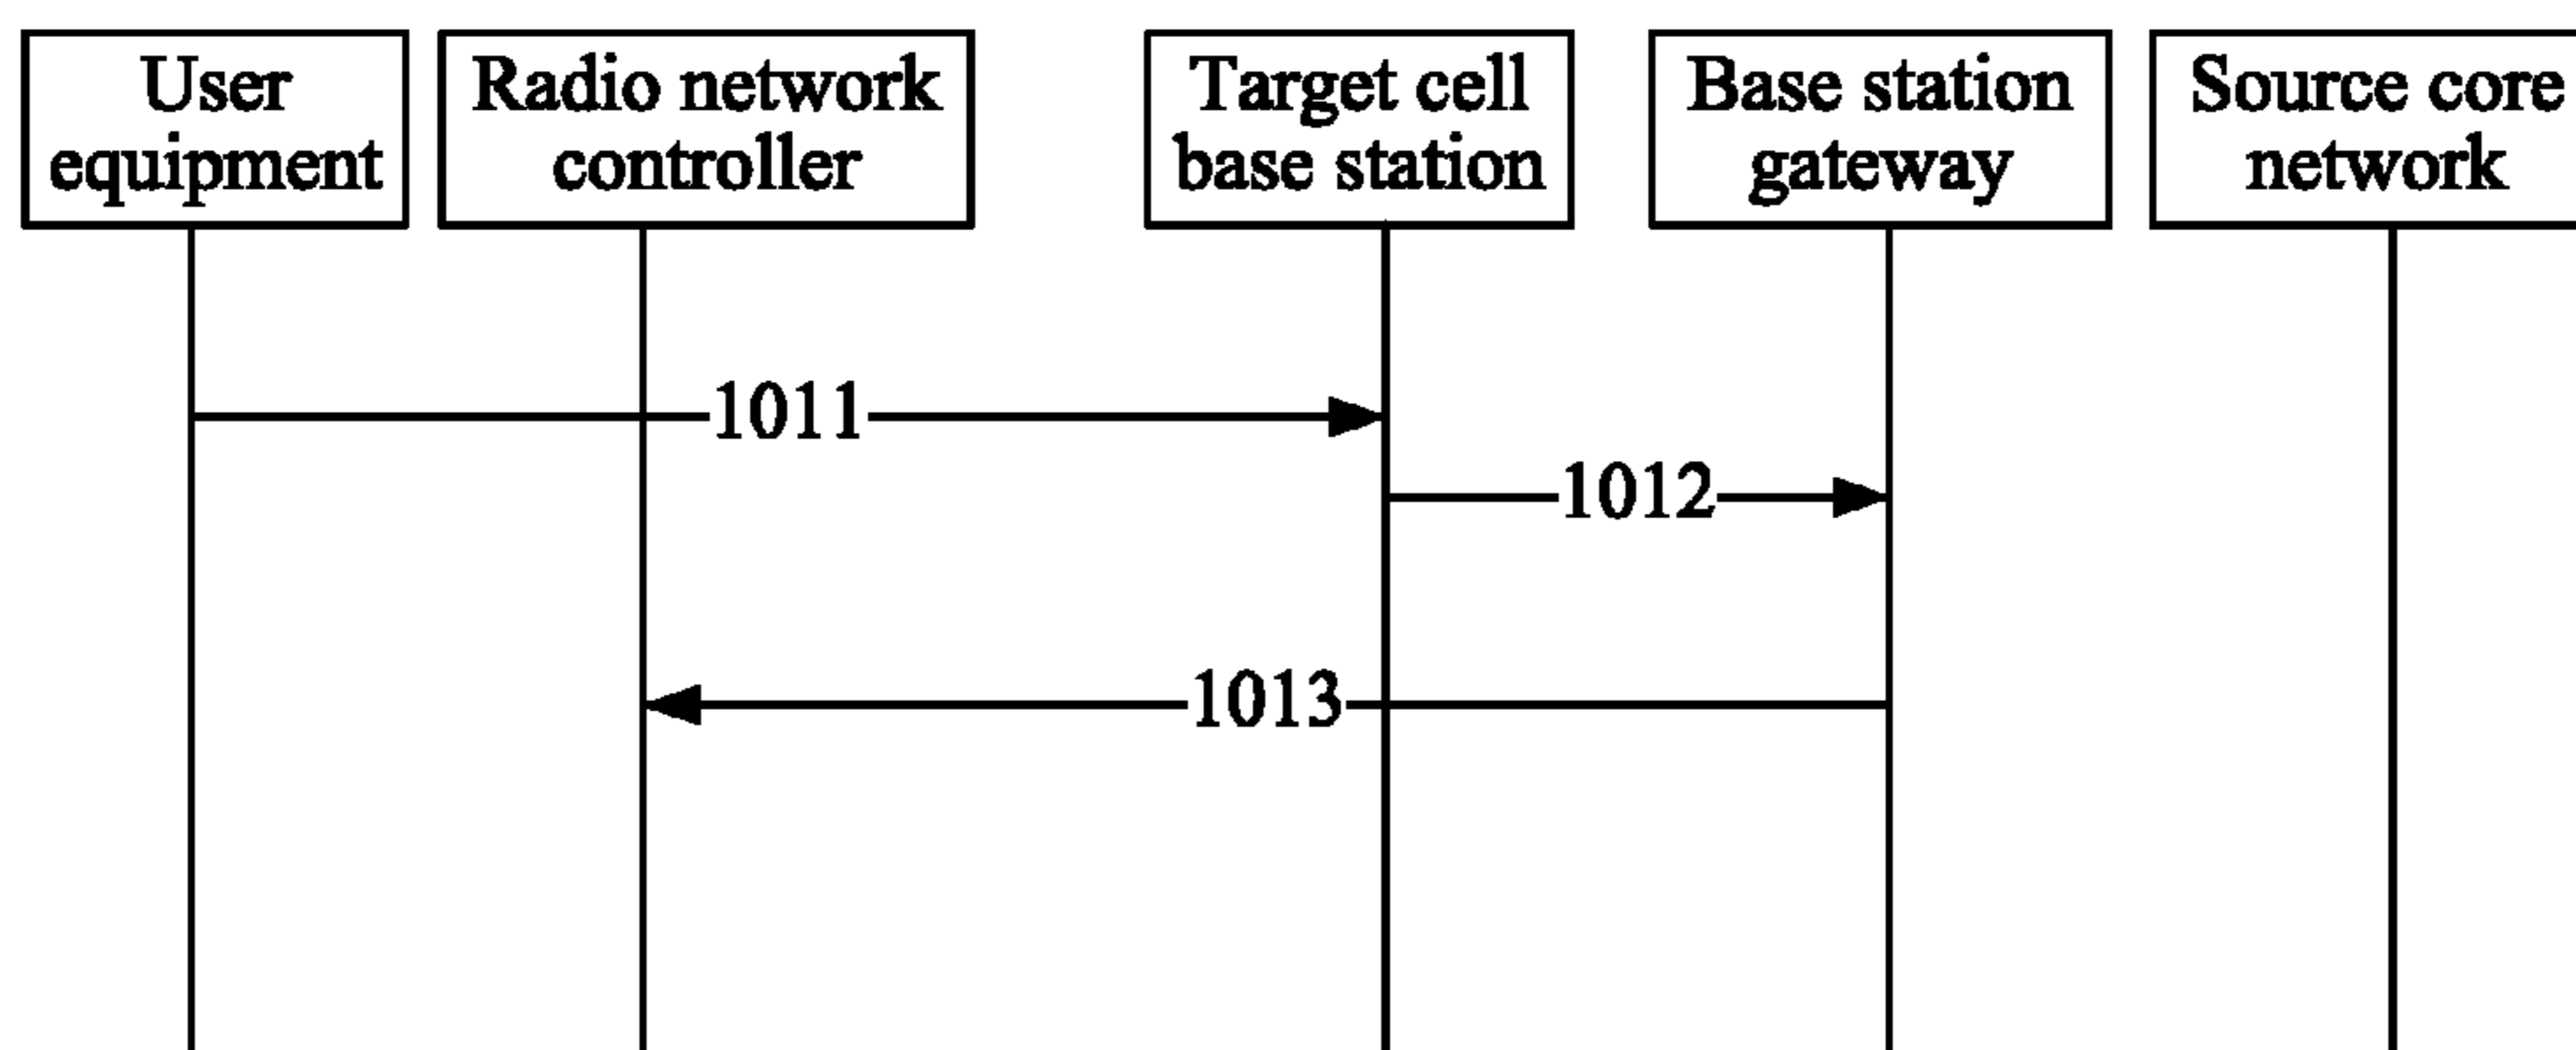 User
equipment
Radio network
controller
Target cell
base station
Base station
gateway
Source core
network
1011
1012
1013